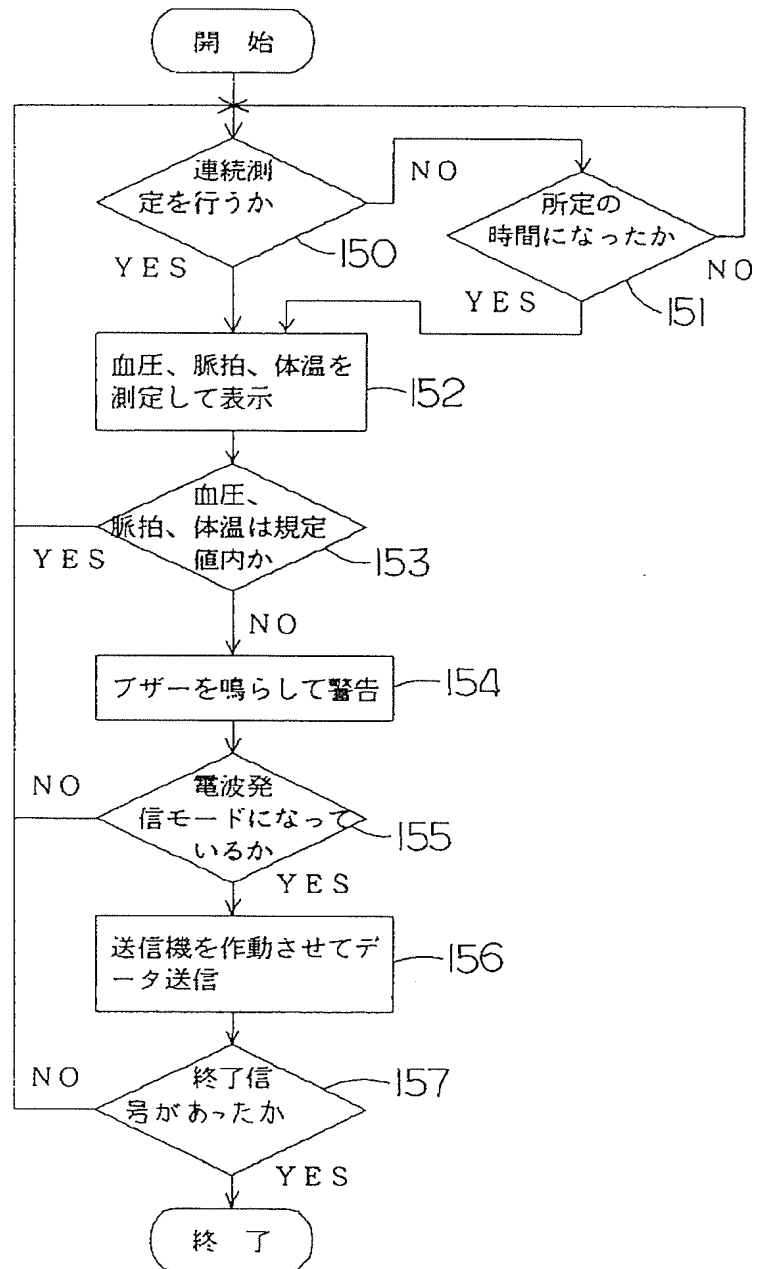 開 始
連続測
定を行うか
NO
150
YES
所定の
時間になったか
NO
151
YES
血圧、脈拍、体温を
測定して表示
152
血圧、
脈拍、体温は規定
値内か
YES
153
NO
ブザーを鳴らして警告
154
NO
電波発
信モードになって
いるか
155
YES
送信機を作動させてデ
ータ送信
156
NO
終了信
号があったか
157
YES
終 了